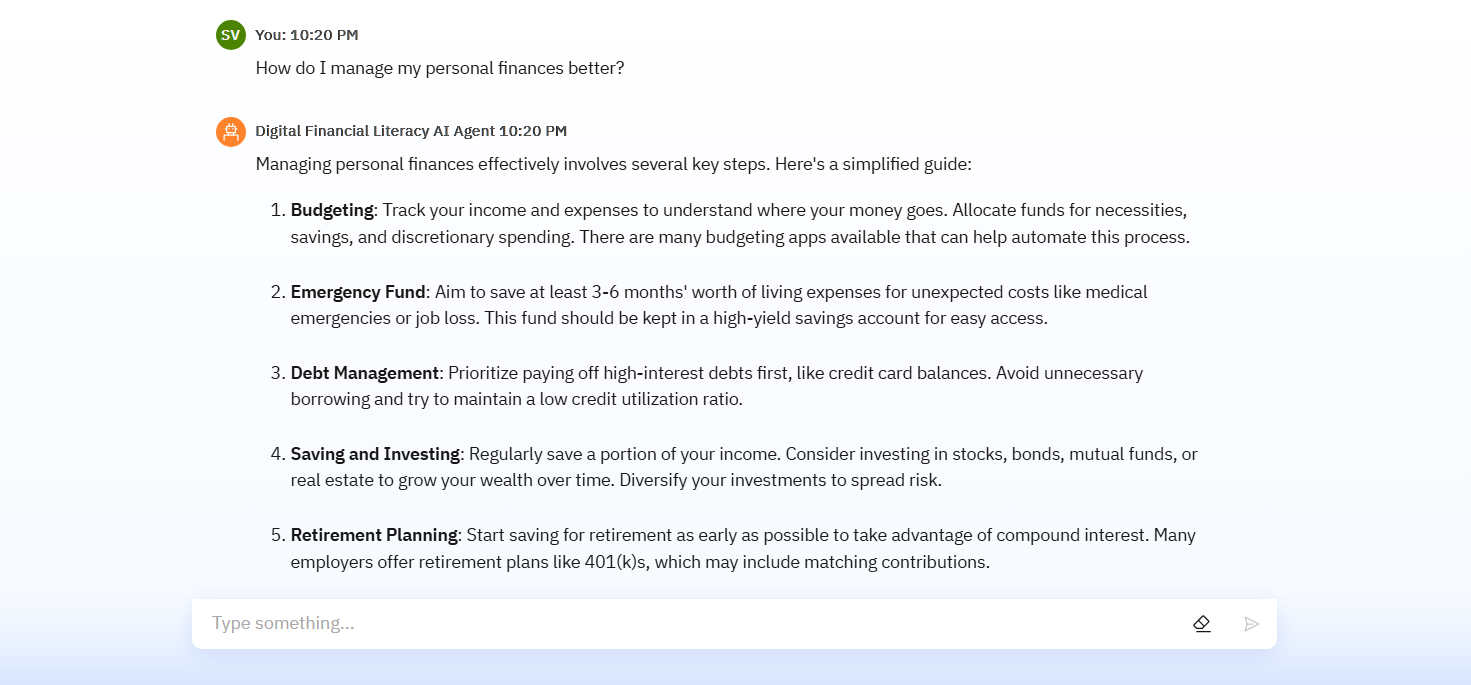 SV You: 10:20 PM
How do I manage my personal finances better?
Digital Financial Literacy AI Agent 10:20 PM
Managing personal finances effectively involves several key steps. Here's a simplified guide:
1. Budgeting: Track your income and expenses to understand where your money goes. Allocate funds for necessities,
savings, and discretionary spending. There are many budgeting apps available that can help automate this process.
2. Emergency Fund: Aim to save at least 3-6 months' worth of living expenses for unexpected costs like medical
emergencies or job loss. This fund should be kept in a high-yield savings account for easy access.
3. Debt Management: Prioritize paying off high-interest debts first, like credit card balances. Avoid unnecessary
borrowing and try to maintain a low credit utilization ratio.
4. Saving and Investing: Regularly save a portion of your income. Consider investing in stocks, bonds, mutual funds, or
real estate to grow your wealth over time. Diversify your investments to spread risk.
5. Retirement Planning: Start saving for retirement as early as possible to take advantage of compound interest. Many
employers offer retirement plans like 401(k)s, which may include matching contributions.
Type something...